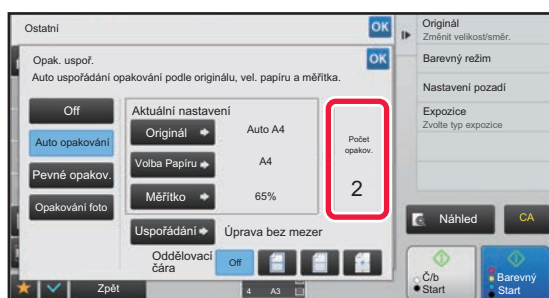 Ostatní
OK
Opak. uspoř.
OK
Auto uspořádání opakování podle originálu, vel. papíru a měřítka.
Off
Auto opakování
Pevné opakov.
Opakování foto
Aktuální nastavení
Originál
Auto A4
Volba Papíru
A4
Měřítko
65%
Uspořádání
Úprava bez mezer
Oddělovací
čára
Off
Počet
opakov.
2
Zpět
4
A3
Originál
Změnit velikost/směr.
Barevný režim
Nastavení pozadí
Expozice
Zvolte typ expozice
Náhled
CA
Č/b
Start
Barevný
Start